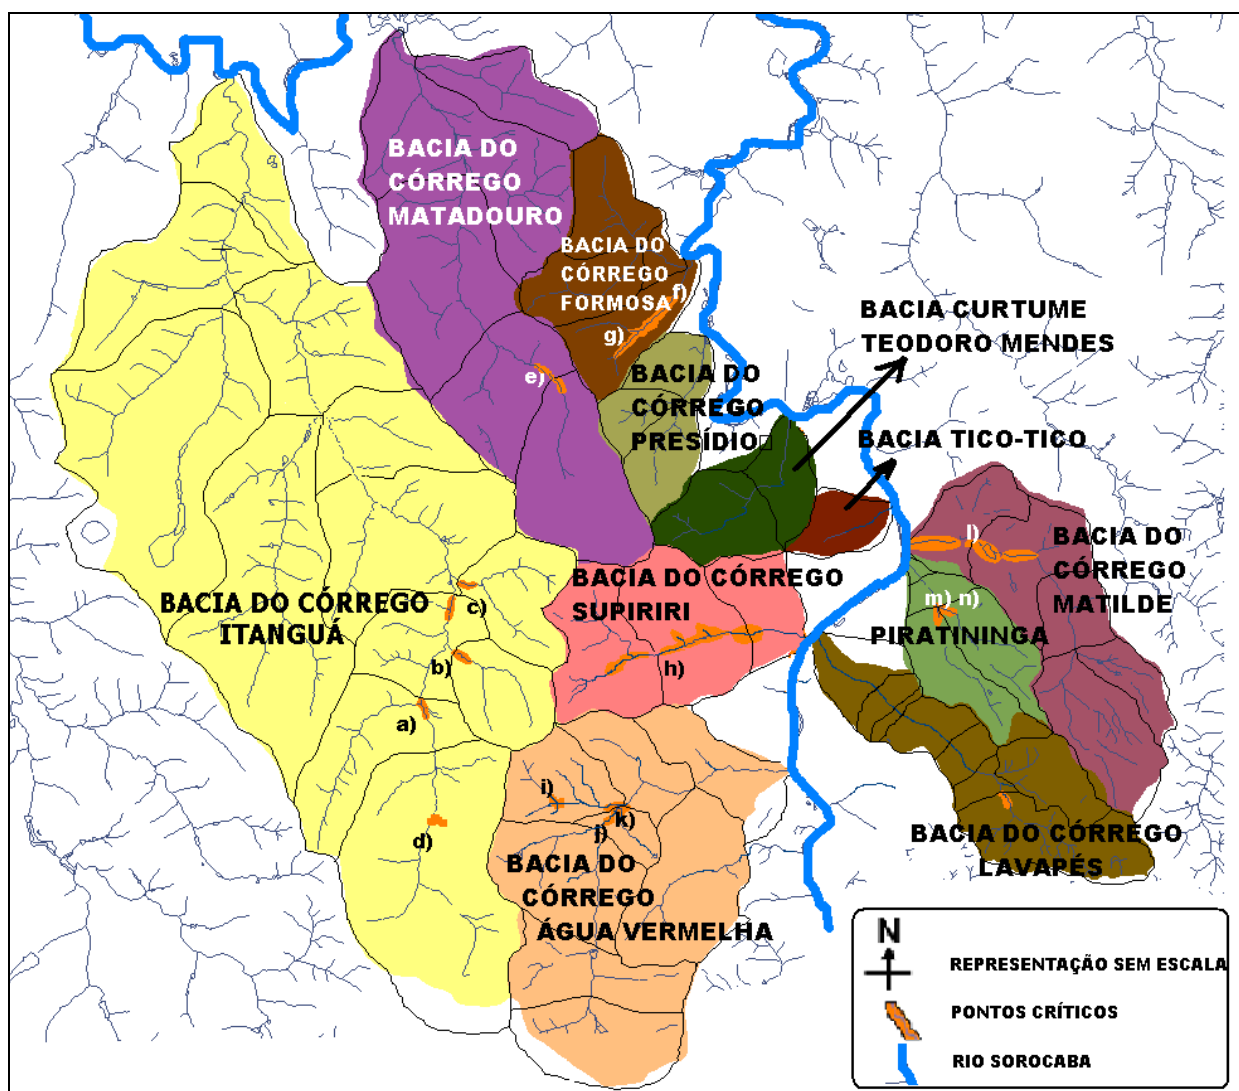 BACIA DO
CÓRREGO
MATADOURO
BACIA DO
CÓRREGO
FORMOSA
f)
g)
e)
BACIA CURTUME
TEODORO MENDES
BACIA DO
CÓRREGO
PRESÍDIO
BACIA TICO-TICO
l)
BACIA DO
CÓRREGO
MATILDE
BACIA DO CÓRREGO
SUPIRIRI
BACIA DO CÓRREGO
ITANGUÁ
c)
b)
a)
d)
m) n)
PIRATININGA
h)
i)
k)
j)
BACIA DO
CÓRREGO
ÁGUA VERMELHA
BACIA DO CÓRREGO
LAVAPÉS
N
REPRESENTAÇÃO SEM ESCALA
PONTOS CRÍTICOS
RIO SOROCABA